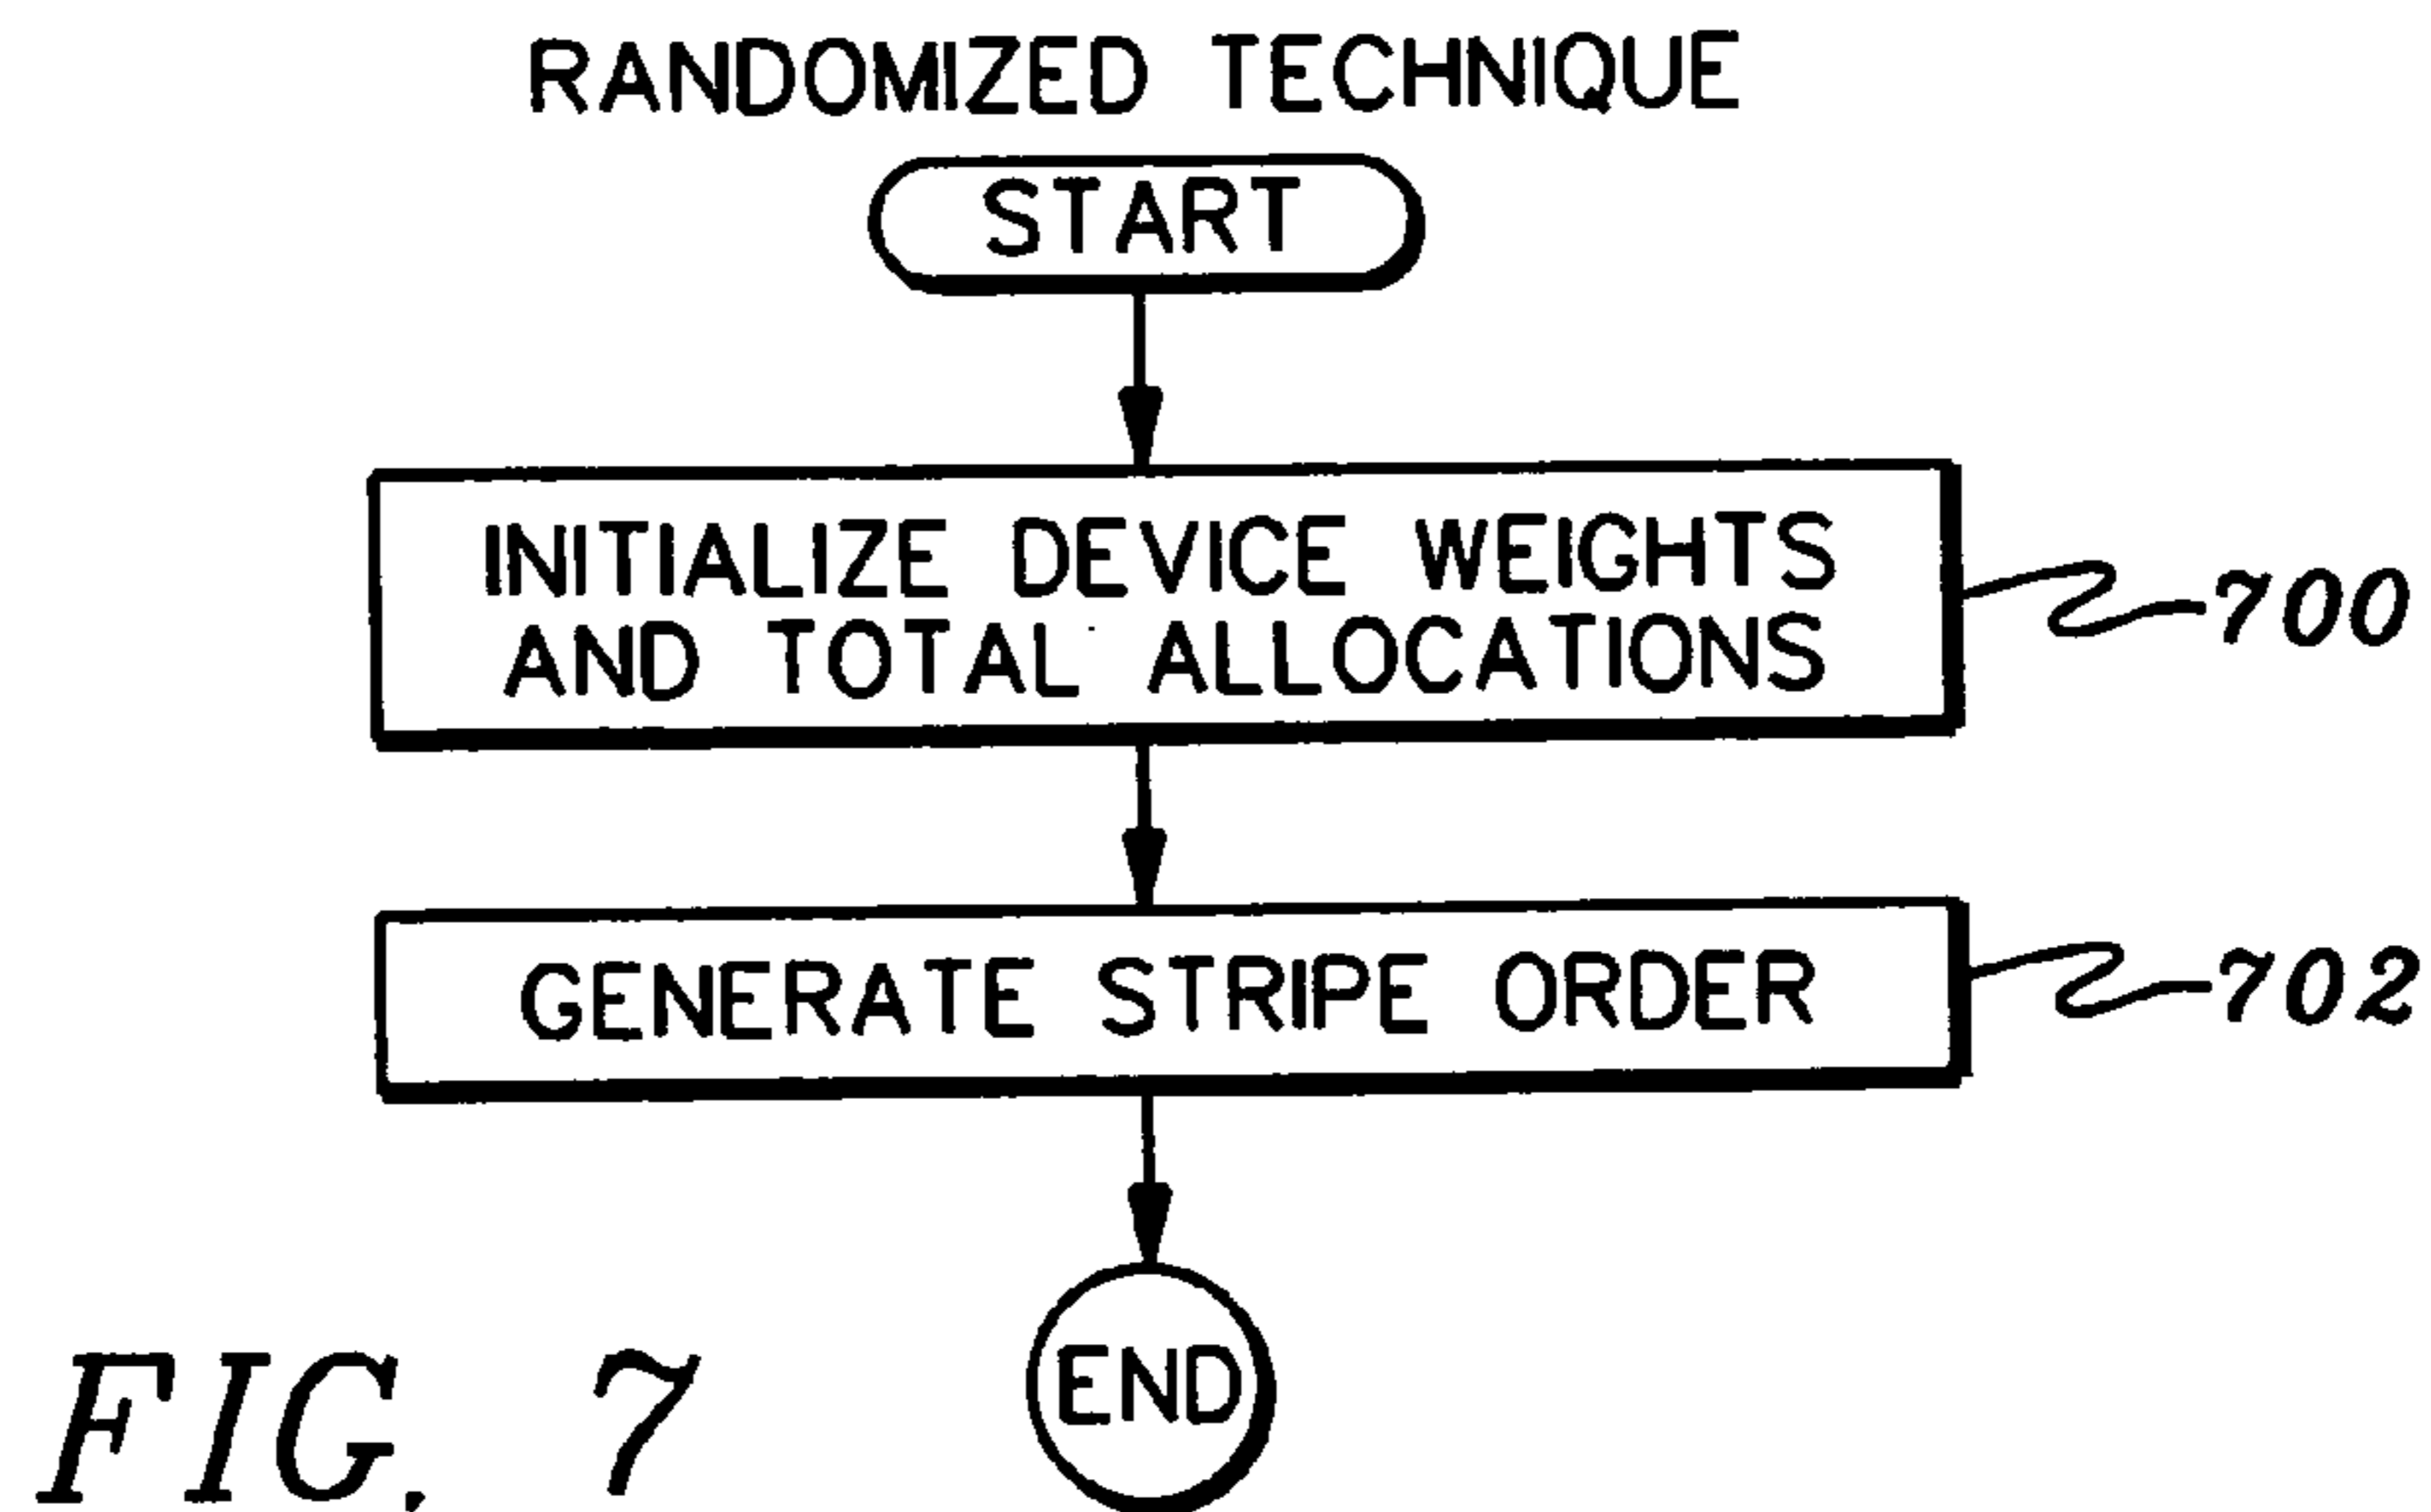 RANDOMIZED TECHNIQUE
START
INITIALIZE DEVICE WEIGHTS
AND TOTAL ALLOCATIONS
700
GENERATE STRIPE ORDER
702
END
FIG. 7